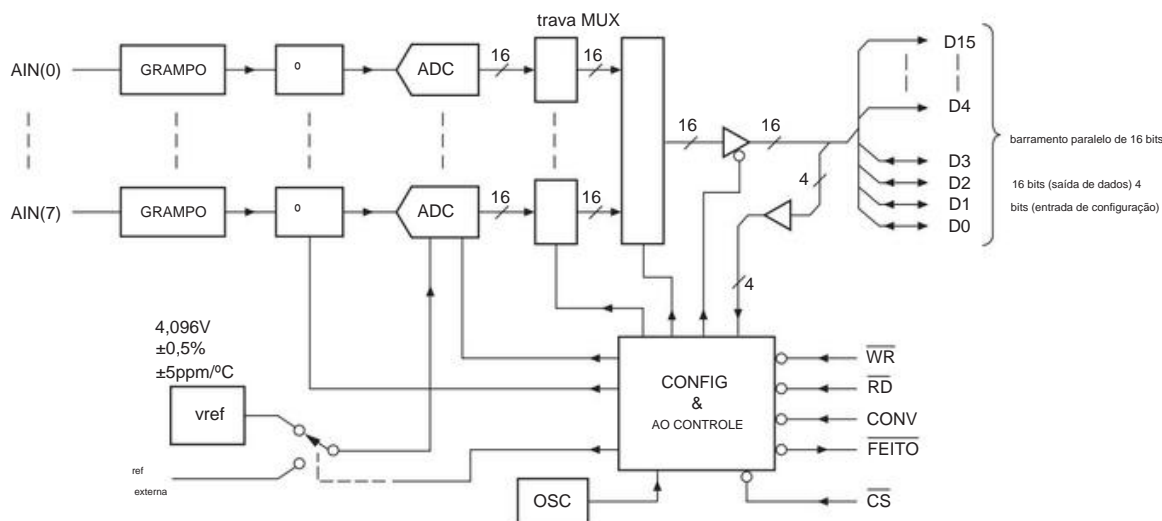 trava MUX
AIN(0)
GRAMPO
o
ADC
16
16
D15
D4
16
16
barramento paralelo de 16 bits
4
D3
D2
16 bits (saída de dados) 4
D1
bits (entrada de configuração)
D0
AIN(7)
GRAMPO
o
ADC
16
16
4
4,096V
±0,5%
±5ppm/ºC
vref
ref
externa
CONFIG
&
AO CONTROLE
WR
RD
CONV
FEITO
CS
OSC